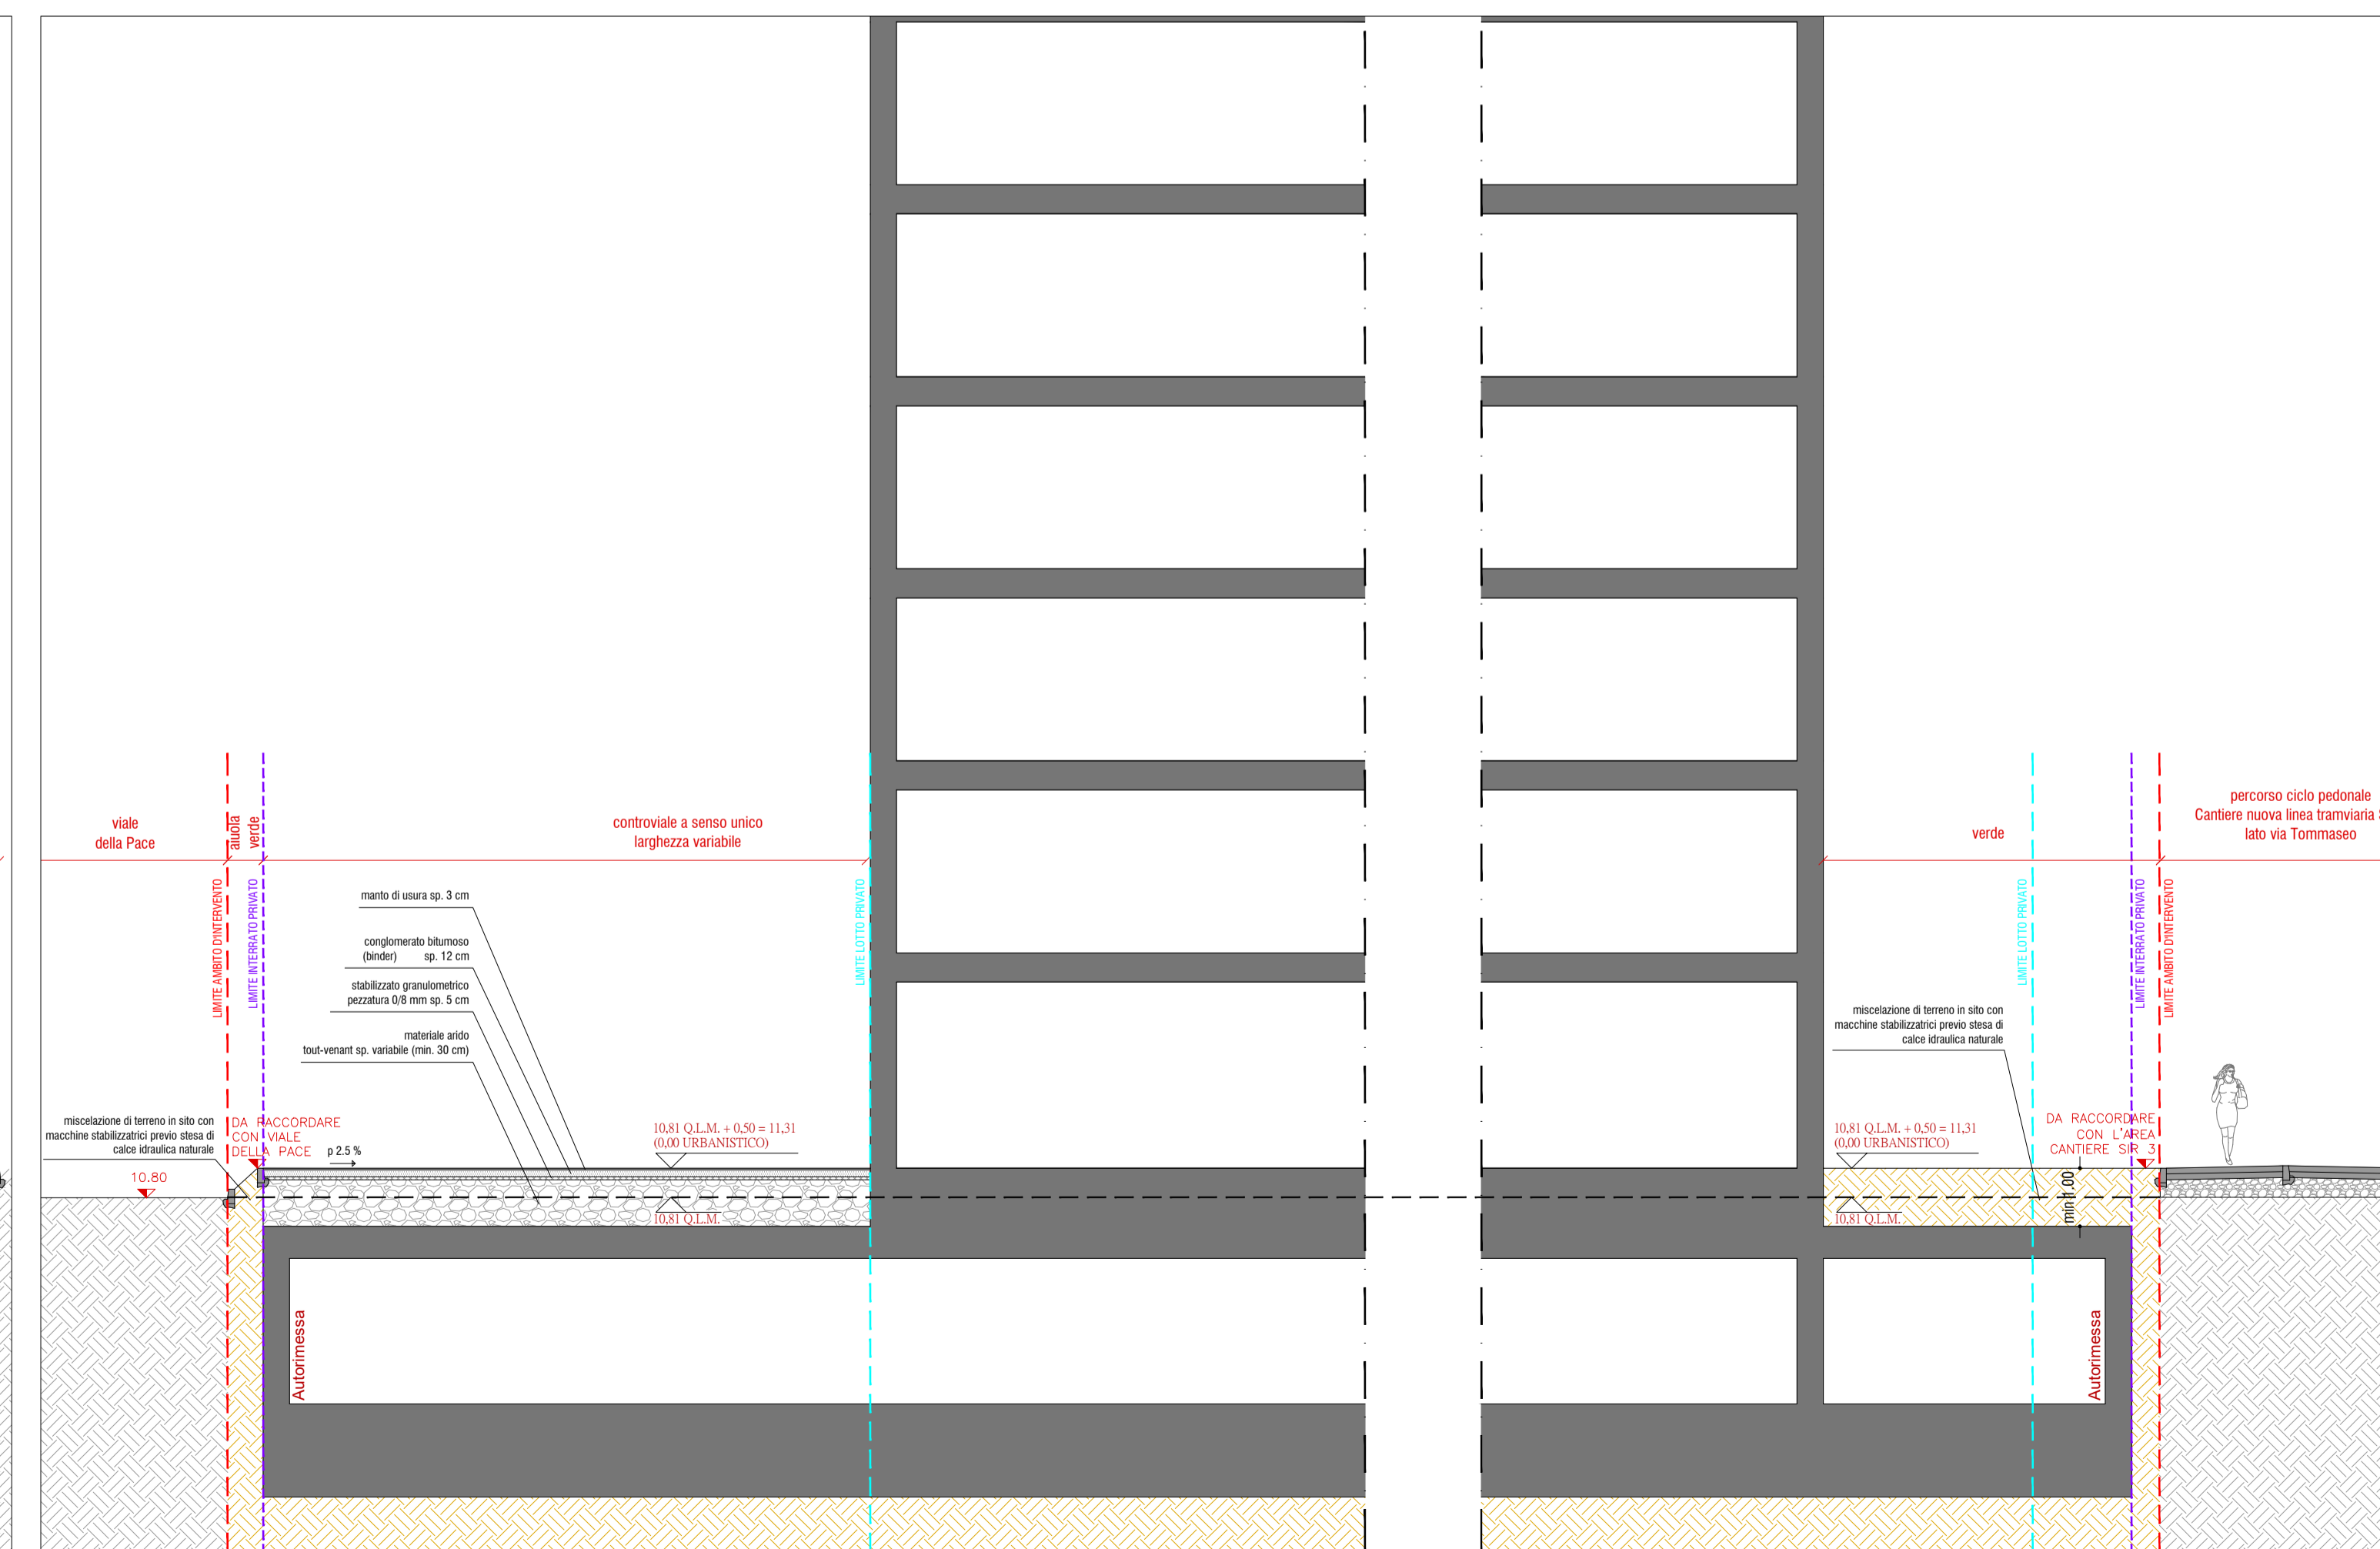 viale
della Pace
aiuola
verde
controviale a senso unico
larghezza variabile
verde
percorso ciclo pedonale
Cantiere nuova linea tramviaria
lato via Tommaseo
LIMITE AMBITO D'INTERVENTO
LIMITE INTERRATO PRIVATO
LIMITE LOTTO PRIVATO
LIMITE LOTTO PRIVATO
LIMITE INTERRATO PRIVATO
LIMITE AMBITO D'INTERVENTO
manto di usura sp. 3 cm
conglomerato bitumoso
(binder) sp. 12 cm
stabilizzato granulometrico
pezzatura 0/8 mm sp. 5 cm
materiale arido
tout-venant sp. variabile (min. 30 cm)
miscelazione di terreno in sito con
macchine stabilizzatrici previo stesa di
calce idraulica naturale
DA RACCORDARE
CON VIALE
DELLA PACE
p 2.5 %
10.80
10,81 Q.L.M. + 0,50 = 11,31
(0,00 URBANISTICO)
10,81 Q.L.M.
miscelazione di terreno in sito con
macchine stabilizzatrici previo stesa di
calce idraulica naturale
10,81 Q.L.M. + 0,50 = 11,31
(0,00 URBANISTICO)
10,81 Q.L.M.
DA RACCORDARE
CON L'AREA
CANTIERE SIR 3
min 1.00
Autorimessa
Autorimessa